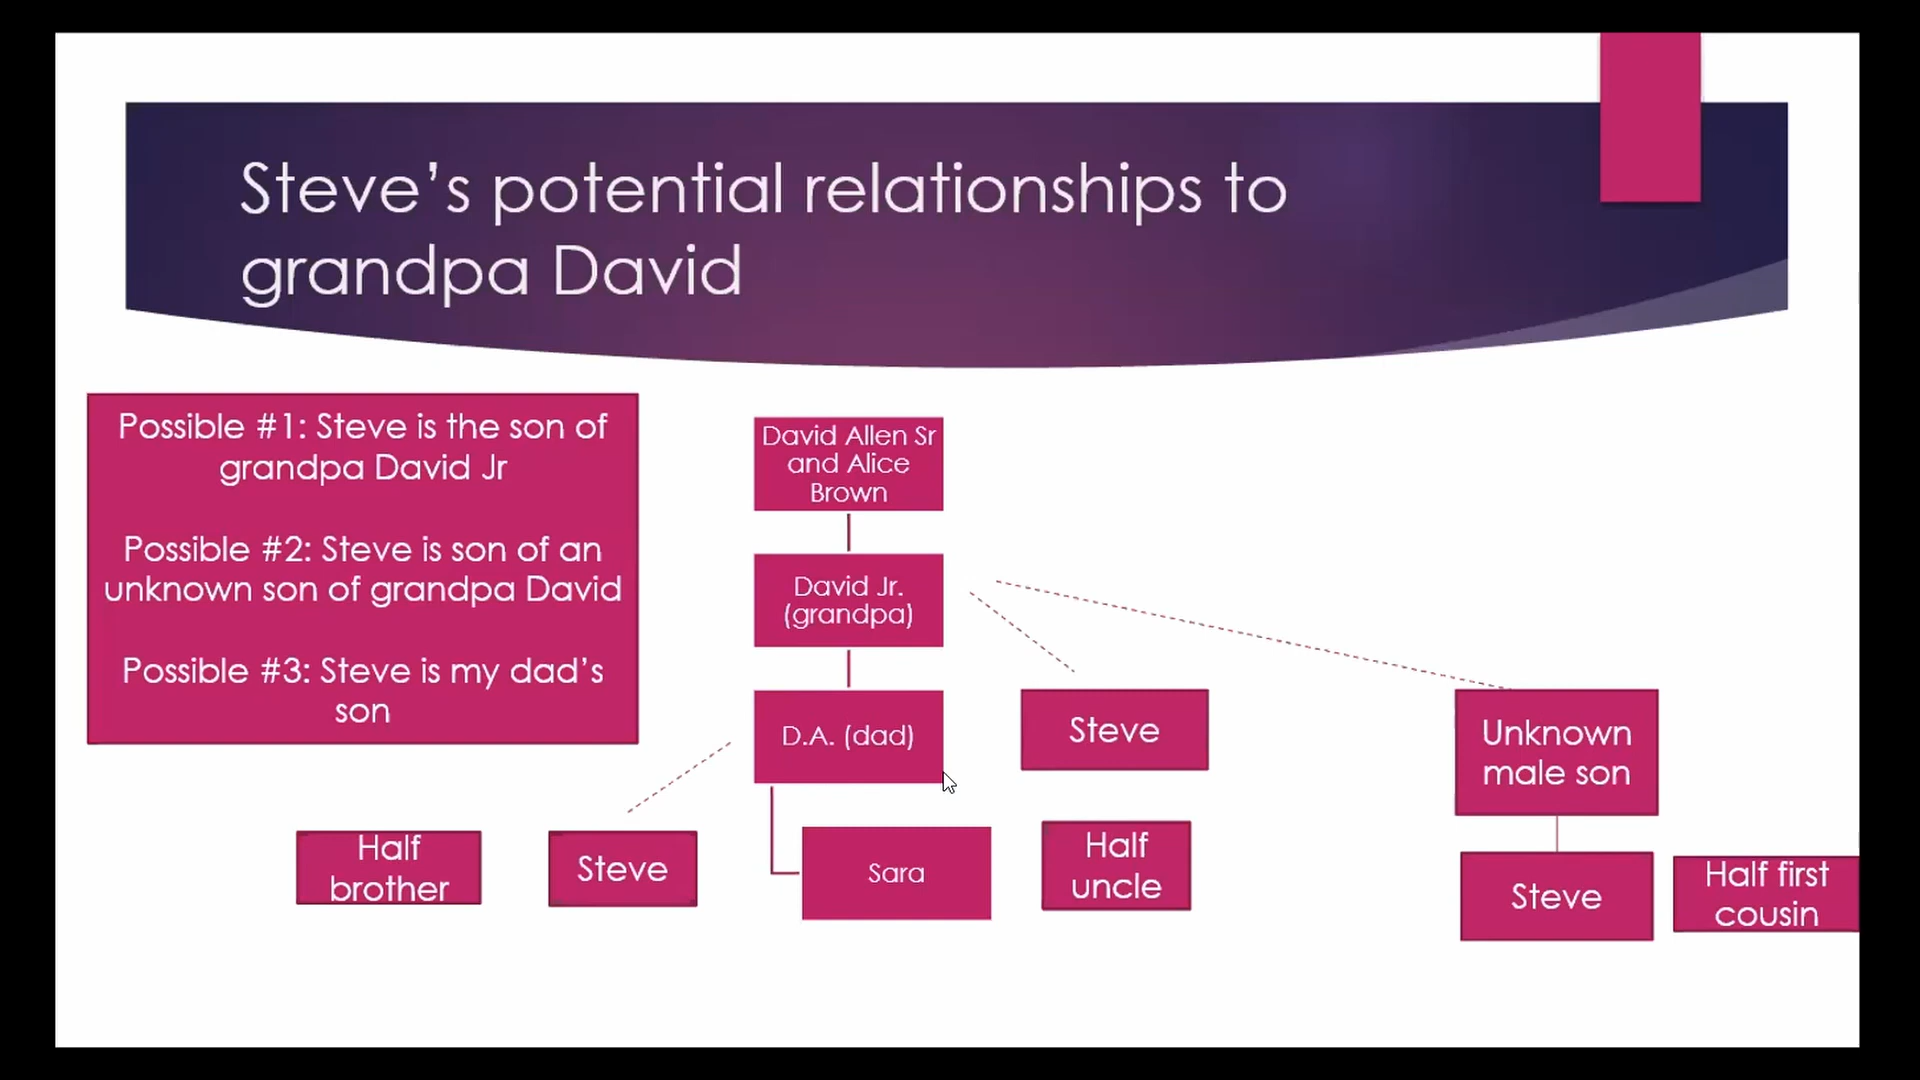 Steve’s potential relationships to
grandpa David
Possible #1: Steve is the son of
grandpa David Jr
Possible #2: Steve is son of an
unknown son of grandpa David
Possible #3: Steve is my dad’s
son
David Allen Sr
and Alice
Brown
David Jr.
(grandpa)
D.A. (dad)
Steve
Unknown
male son
Half
brother
Steve
Sara
Half
uncle
Steve
Half first
cousin